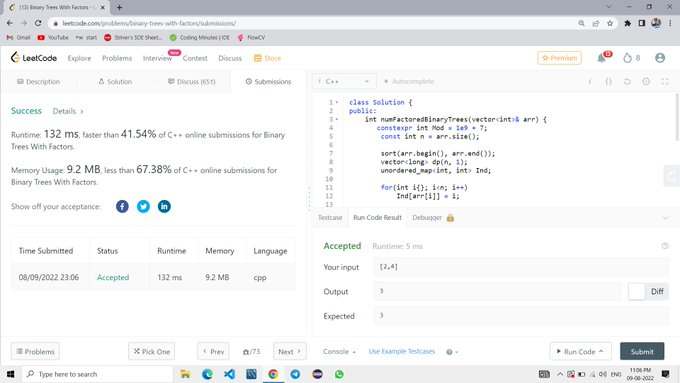 (13) Binary Trees with Factors - L
leetcode.com/problems/binary-trees-with-factors/submissions/
Gmail YouTube start Striver's SDE Sheet... Coding Minutes | IDE FlowCV
LeetCode Explore Problems Interview New Contest Discuss Store Premium 13 8
Description Solution Discuss (651) Submissions
i C++ Autocomplete
Success Details
Runtime: 132 ms, faster than 41.54% of C++ online submissions for Binary
Trees With Factors.
Memory Usage: 9.2 MB, less than 67.38% of C++ online submissions for
Binary Trees With Factors.
Show off your acceptance:
Time Submitted Status Runtime Memory Language
08/09/2022 23:06 Accepted 132 ms 9.2 MB cpp
1 class Solution {
2 public:
3 int numFactoredBinaryTrees(vector<int>& arr) {
4 constexpr int Mod = 1e9 + 7;
5 const int n = arr.size();
6
7 sort(arr.begin(), arr.end());
8 vector<long> dp(n, 1);
9 unordered_map<int, int> Ind;
10
11 for(int i{}; i<n; i++)
12 Ind[arr[i]] = i;
13
Testcase Run Code Result Debugger
Accepted Runtime: 5 ms
Your input [2,4]
Output 3 Diff
Expected 3
Problems Pick One Prev /73 Next Console Use Example Testcases Run Code Submit
Type here to search
ENG
11:06 PM
09-08-2022